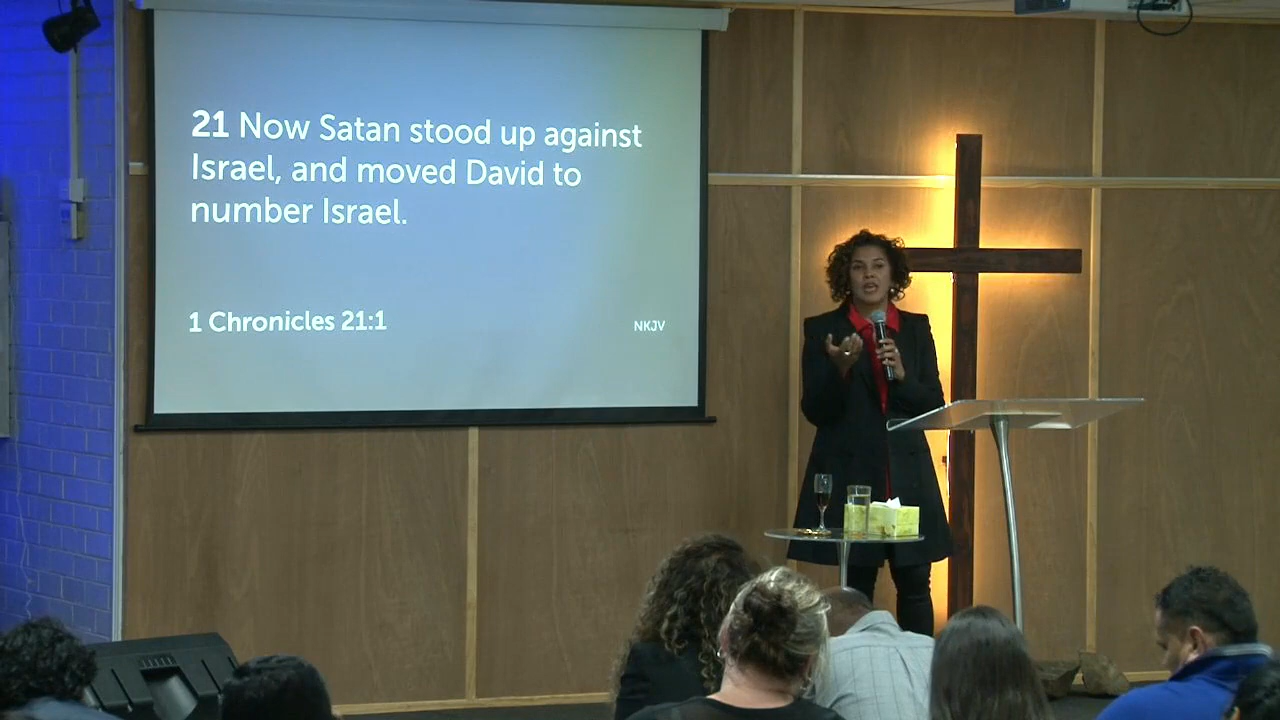 21 Now Satan stood up against
Israel, and moved David to
number Israel.
1 Chronicles 21:1
NKJV